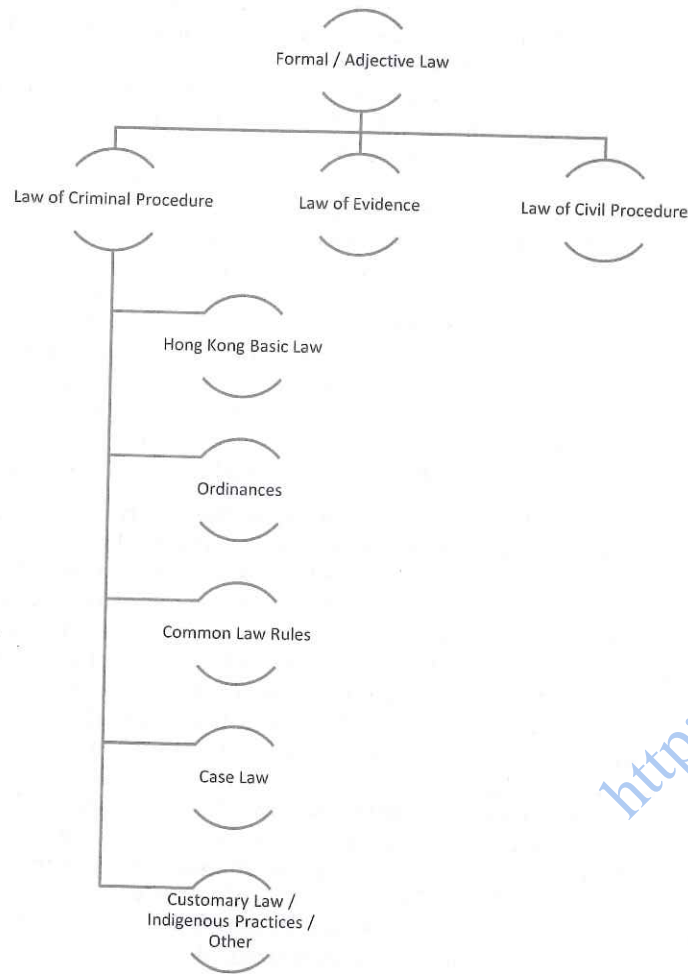 Formal / Adjective Law
Law of Criminal Procedure
Law of Evidence
Law of Civil Procedure
Hong Kong Basic Law
Ordinances
Common Law Rules
Case Law
Customary Law /
Indigenous Practices /
Other
http